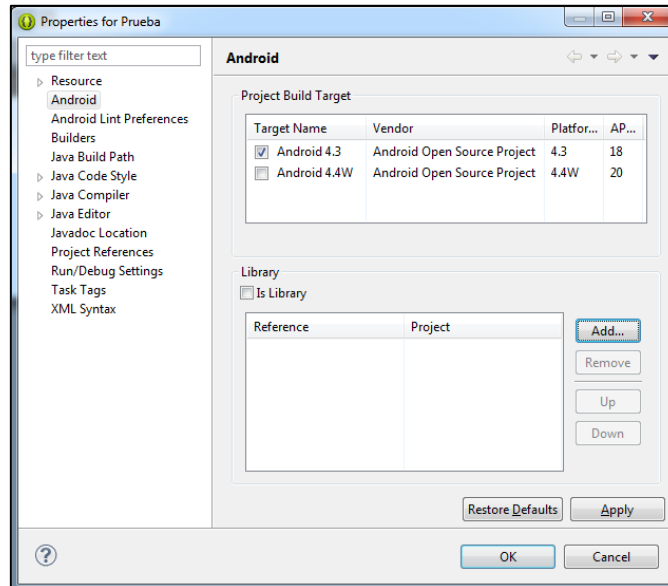 Properties for Prueba
type filter text
Resource
Android
Android Lint Preferences
Builders
Java Build Path
Java Code Style
Java Compiler
Java Editor
Javadoc Location
Project References
Run/Debug Settings
Task Tags
XML Syntax
Android
Project Build Target
Target Name Vendor Platfor... AP...
Android 4.3 Android Open Source Project 4.3 18
Android 4.4W Android Open Source Project 4.4W 20
Library
Is Library
Reference Project
Add...
Remove
Up
Down
Restore Defaults Apply
? OK Cancel